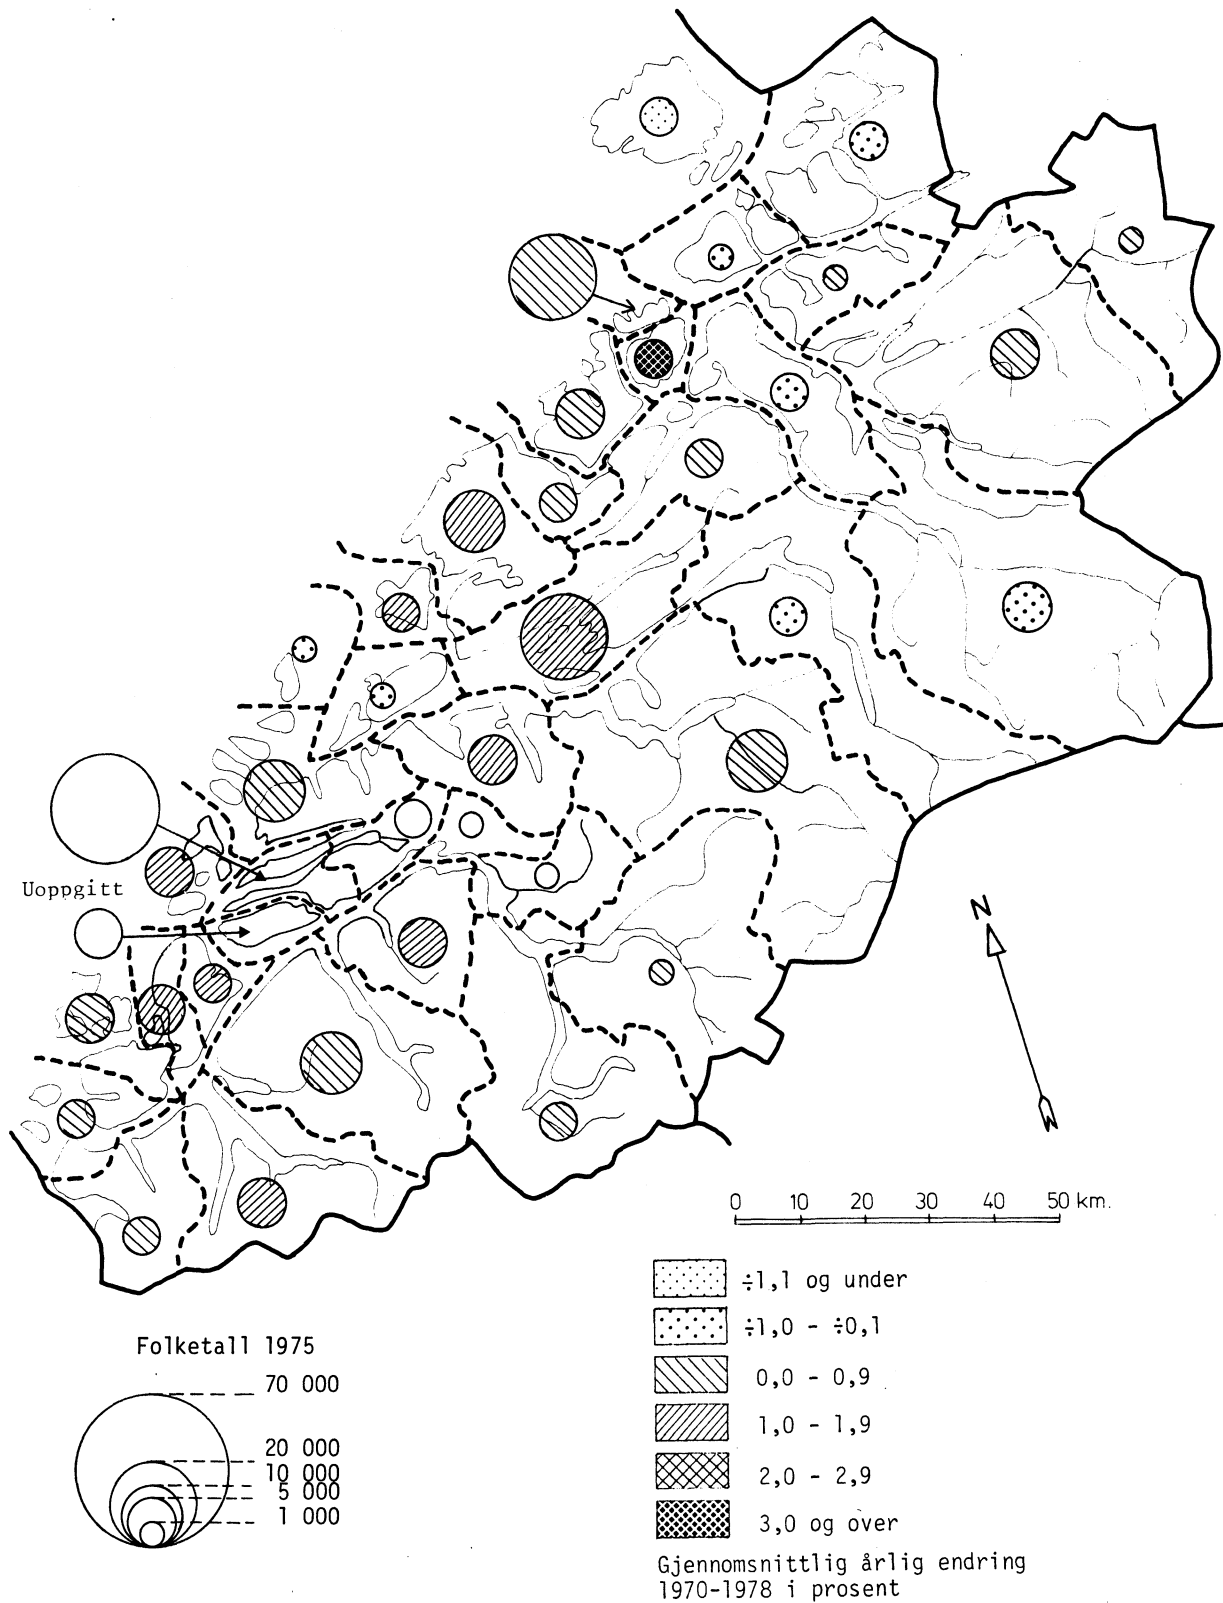 Uoppgitt
N
0 10 20 30 40 50 km.
÷1,1 og under
÷1,0 - ÷0,1
0,0 - 0,9
1,0 - 1,9
2,0 - 2,9
3,0 og over
Gjennomsnittlig årlig endring
1970-1978 i prosent
Folketall 1975
70 000
20 000
10 000
5 000
1 000